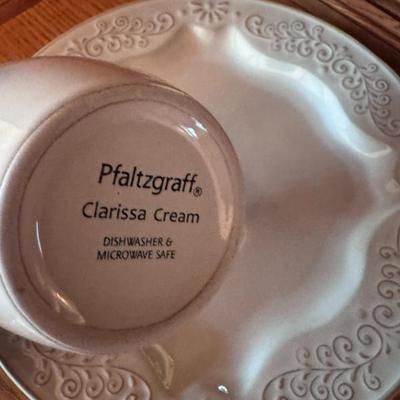 Pfaltzgraff®
Clarissa Cream
DISHWASHER &
MICROWAVE SAFE